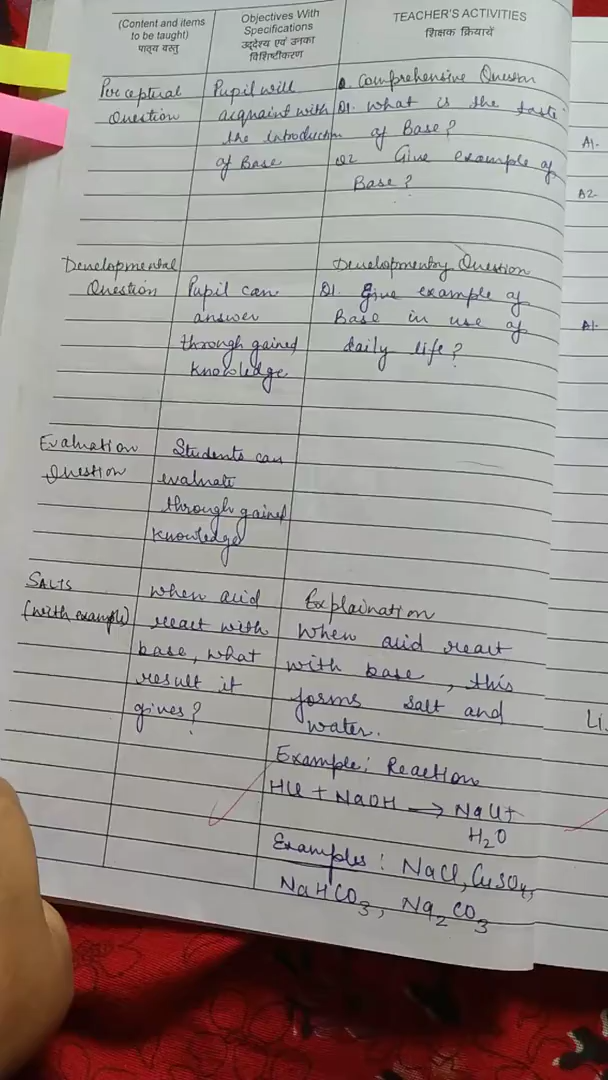 (Content and items
to be taught)
पाठ्य वस्तु
Objectives With
Specifications
उद्देश्य एवं उनका
विशिष्टीकरण
TEACHER'S ACTIVITIES
शिक्षक क्रियायें
Perceptual
Question
Pupil will
acquaint with
the introduction
of Base
Comprehensive Question
Q1. What is the taste
of Base?
Q2 Give example of
Base?
A1.
A2.
Developmental
Question
Pupil can
answer
through gained
knowledge
Developmentry Question
Q1. Give example of
Base in use of
daily life?
A1.
Evaluation
Question
Students can
evaluate
through gained
knowledge
SALTS
(with example)
when acid
react with
base, what
result it
gives?
Explaination
When acid react
with base, this
forms salt and
water.
Example: Reaction
HCl + NaOH → NaCl +
H2O
Examples: NaCl, CuSO4,
NaHCO3, Na2CO3
Li